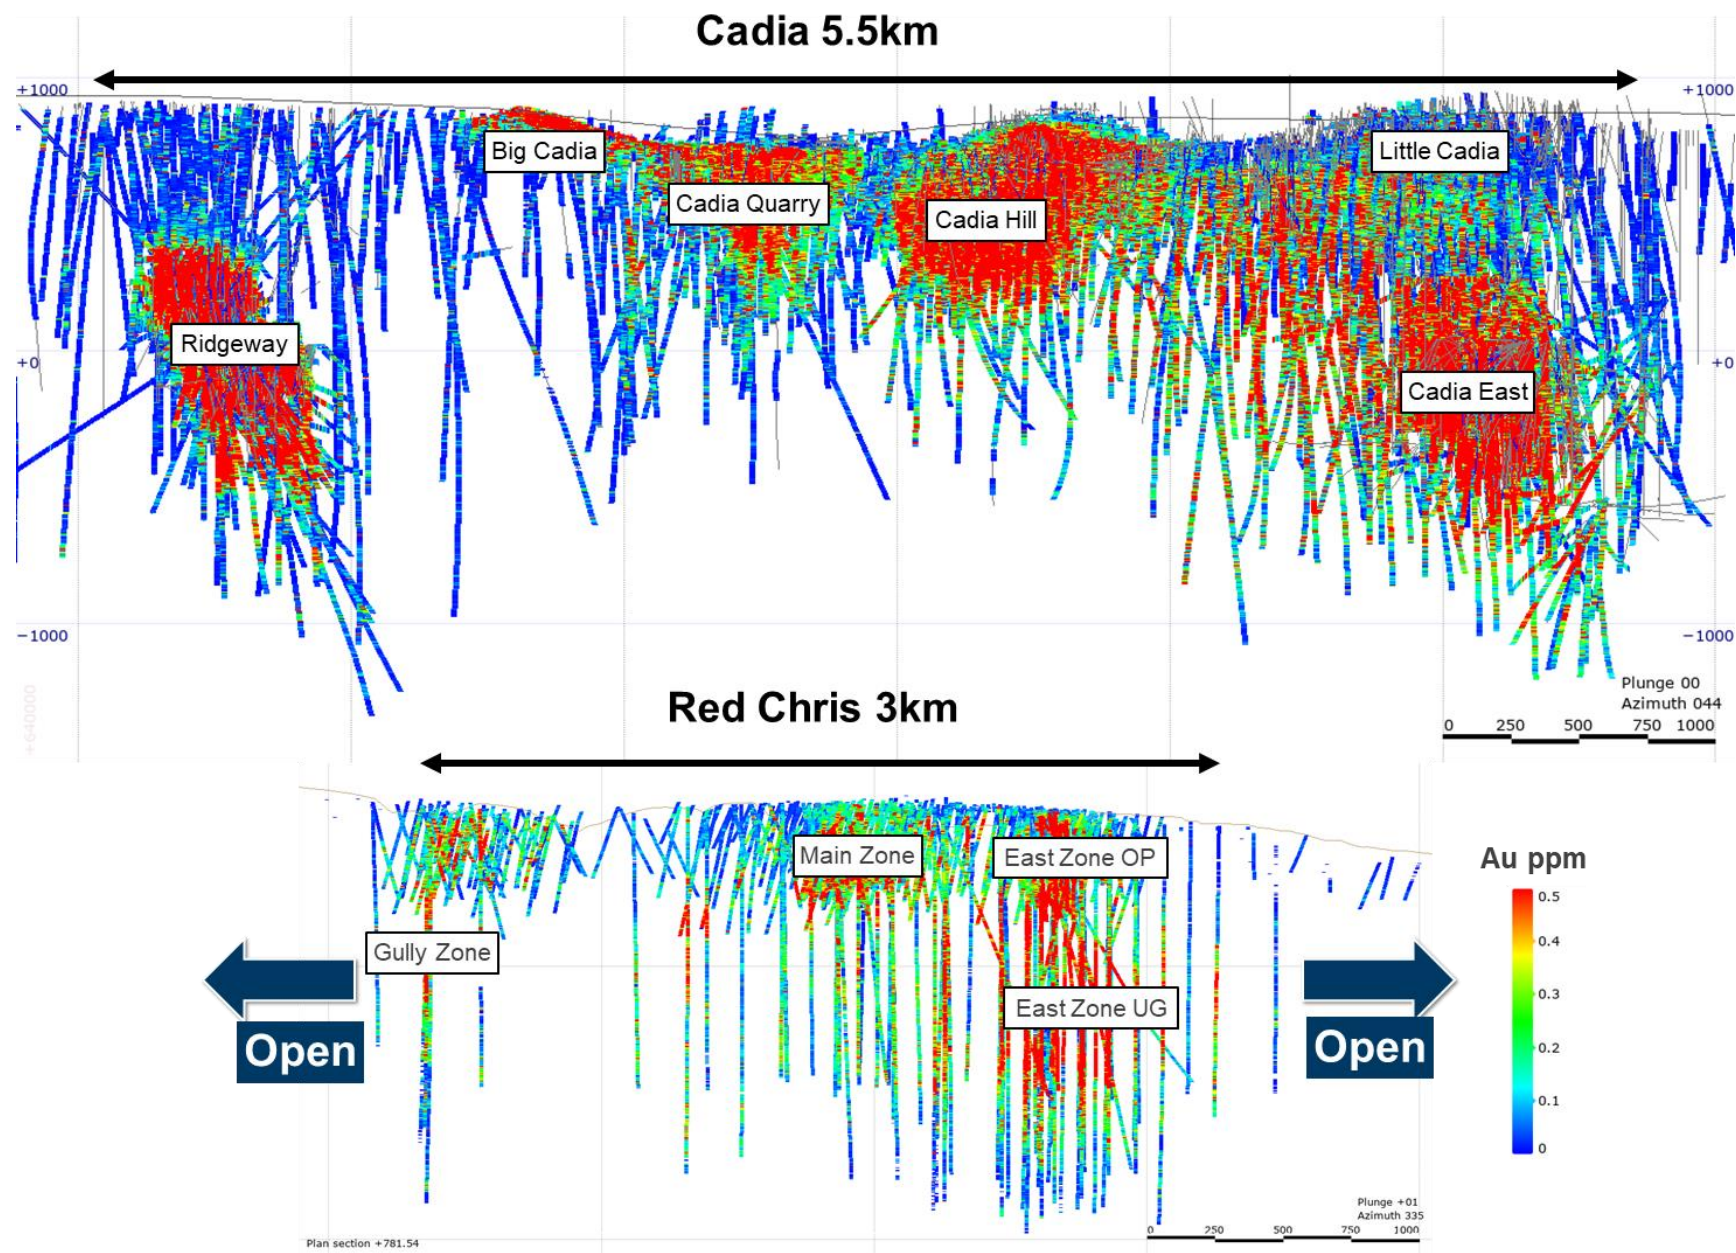 Cadia 5.5km
+1000
+1000
Big Cadia
Little Cadia
Cadia Quarry
Cadia Hill
Ridgeway
+0
+0
Cadia East
−1000
−1000
+640000
Plunge 00
Azimuth 044
0 250 500 750 1000
Red Chris 3km
Main Zone
East Zone OP
Gully Zone
East Zone UG
Open
Open
Au ppm
0.5
0.4
0.3
0.2
0.1
0
Plunge +01
Azimuth 335
0 250 500 750 1000
Plan section +781.54